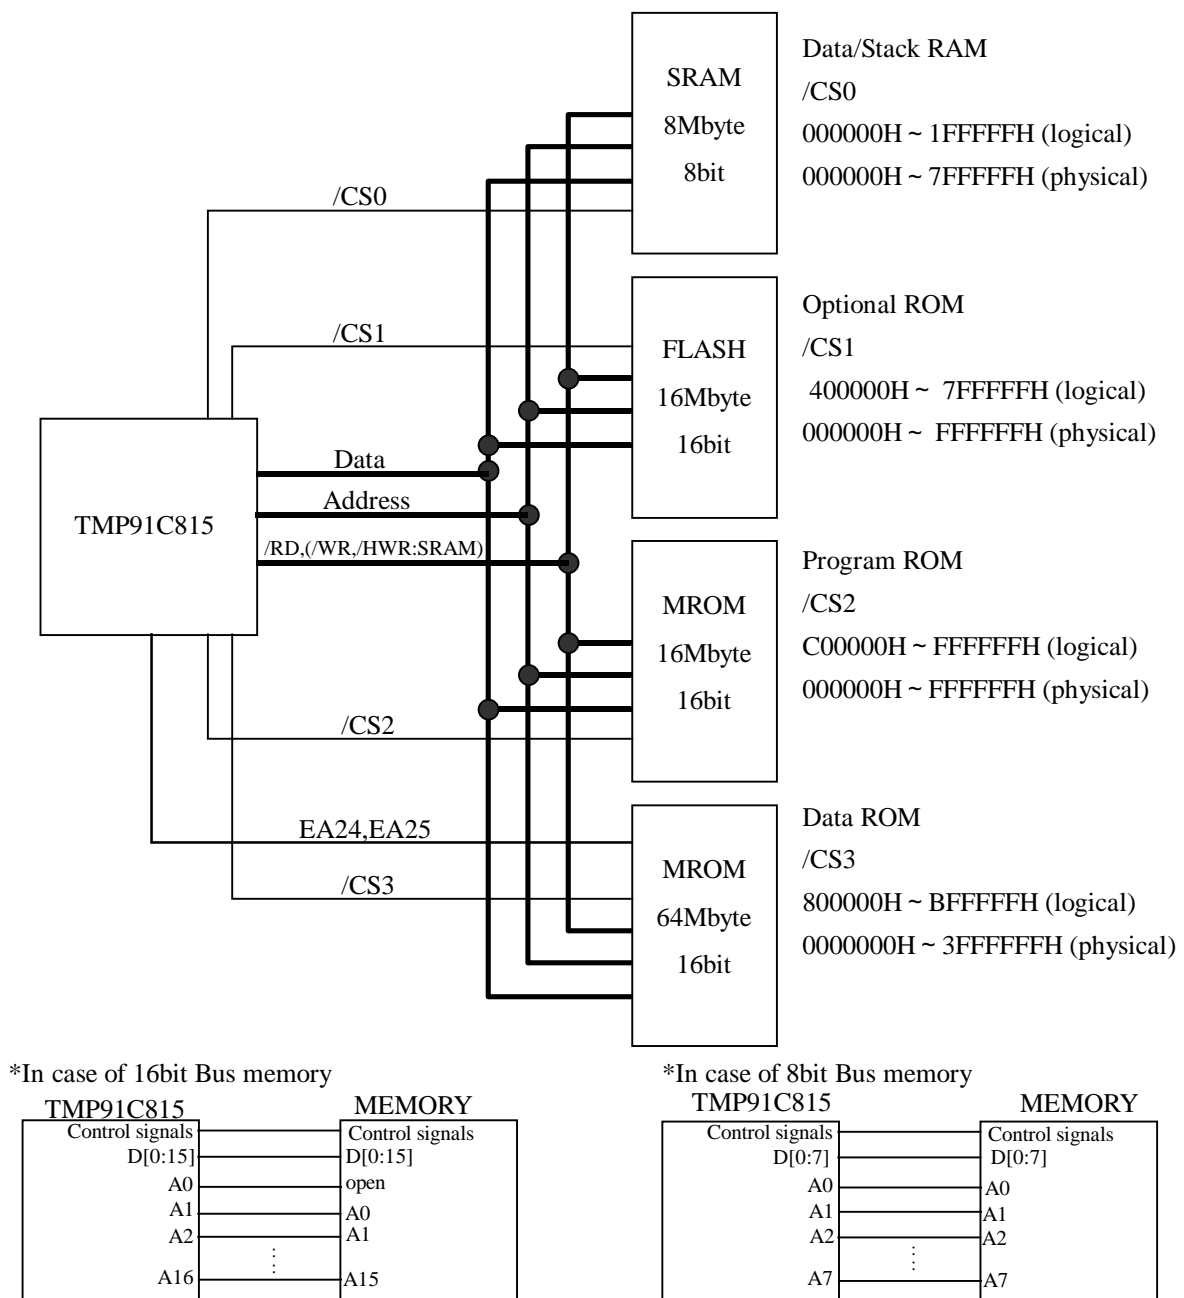 SRAM
8Mbyte
8bit
Data/Stack RAM
/CS0
000000H ~ 1FFFFFH (logical)
000000H ~ 7FFFFFH (physical)
/CS0
/CS1
FLASH
16Mbyte
16bit
Optional ROM
/CS1
400000H ~ 7FFFFFH (logical)
000000H ~ FFFFFFH (physical)
TMP91C815
Data
Address
/RD,(/WR,/HWR:SRAM)
MROM
16Mbyte
16bit
Program ROM
/CS2
C00000H ~ FFFFFFH (logical)
000000H ~ FFFFFFH (physical)
/CS2
EA24,EA25
/CS3
MROM
64Mbyte
16bit
Data ROM
/CS3
800000H ~ BFFFFFH (logical)
0000000H ~ 3FFFFFFH (physical)
*In case of 16bit Bus memory
TMP91C815 MEMORY
Control signals Control signals
D[0:15] D[0:15]
A0 open
A1 A0
A2 A1
A16 A15
*In case of 8bit Bus memory
TMP91C815 MEMORY
Control signals Control signals
D[0:7] D[0:7]
A0 A0
A1 A1
A2 A2
A7 A7